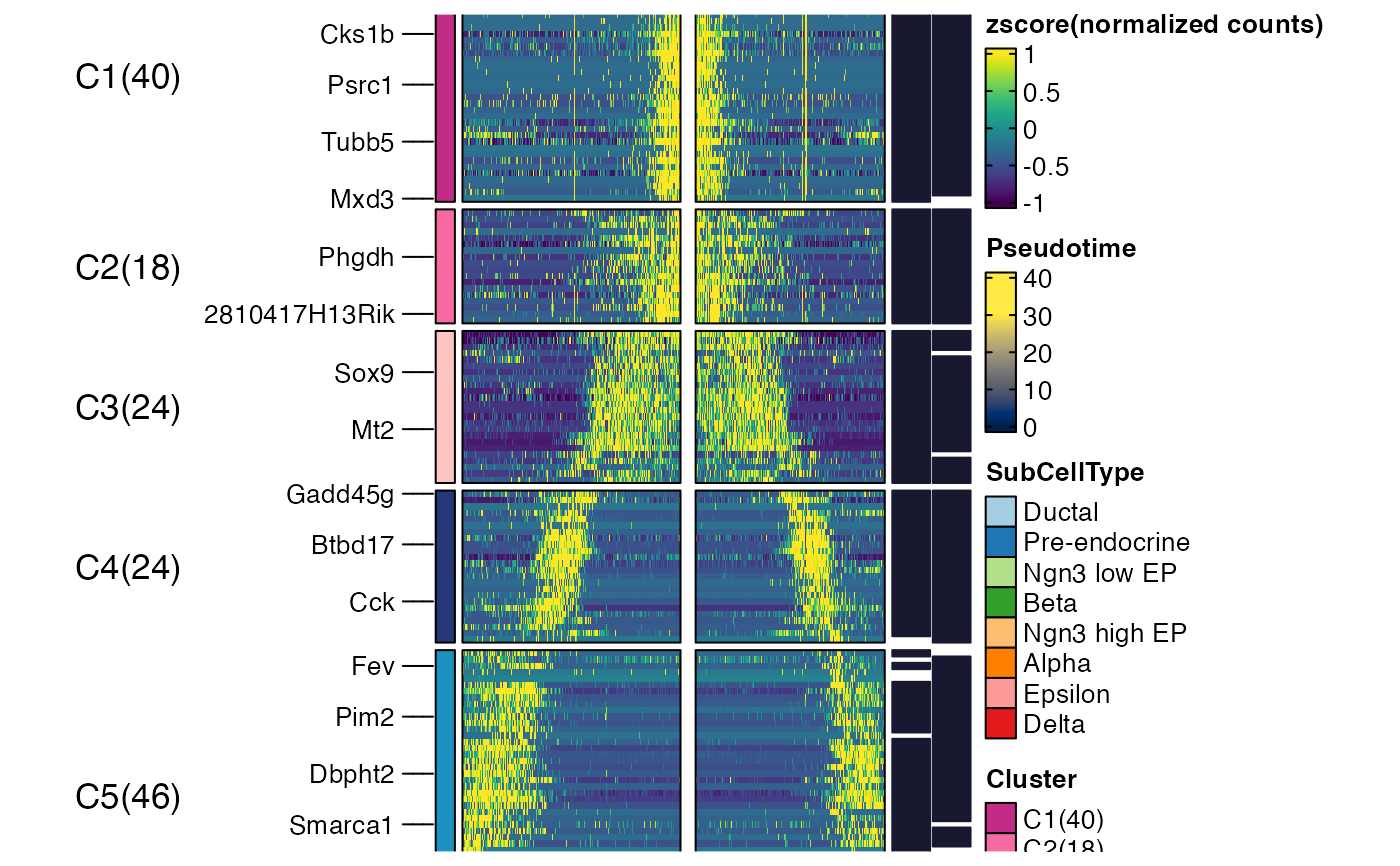 C1(40)
Cks1b
Psrc1
Tubb5
Mxd3
C2(18)
Phgdh
2810417H13Rik
C3(24)
Sox9
Mt2
C4(24)
Gadd45g
Btbd17
Cck
C5(46)
Fev
Pim2
Dbpht2
Smarca1
zscore(normalized counts)
1
0.5
0
-0.5
-1
Pseudotime
40
30
20
10
0
SubCellType
Ductal
Pre-endocrine
Ngn3 low EP
Beta
Ngn3 high EP
Alpha
Epsilon
Delta
Cluster
C1(40)
C2(18)